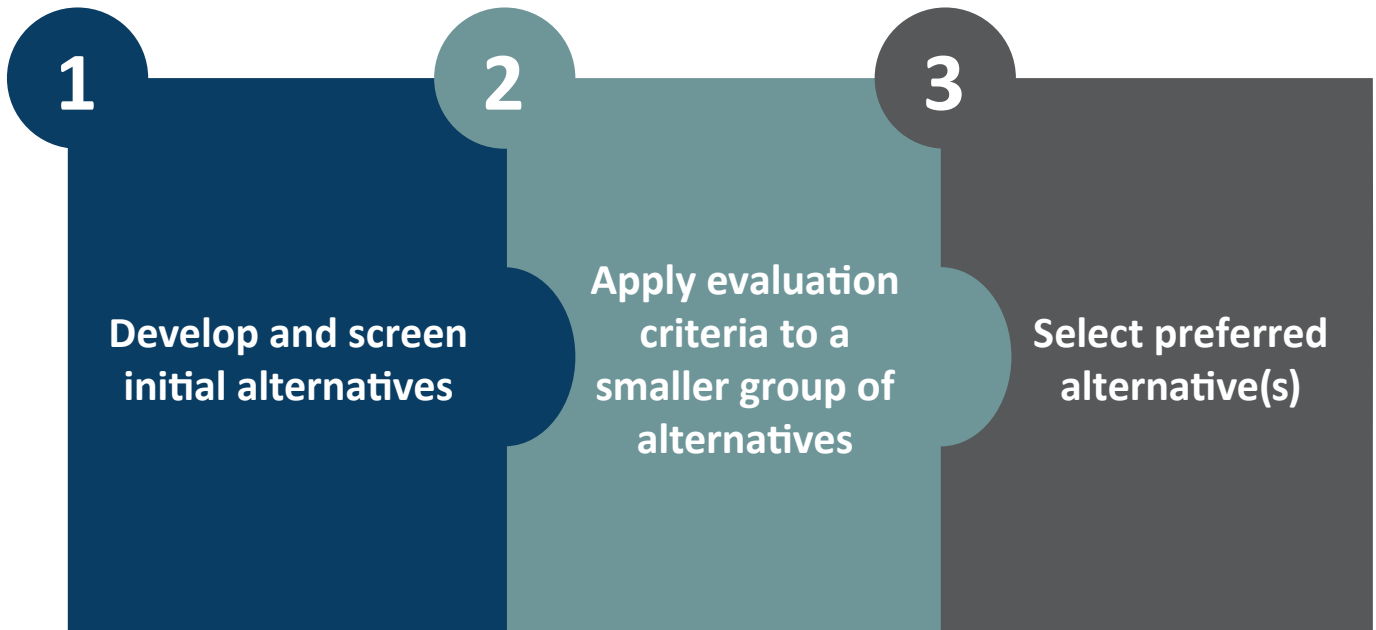 1
Develop and screen
initial alternatives
2
Apply evaluation
criteria to a
smaller group of
alternatives
3
Select preferred
alternative(s)